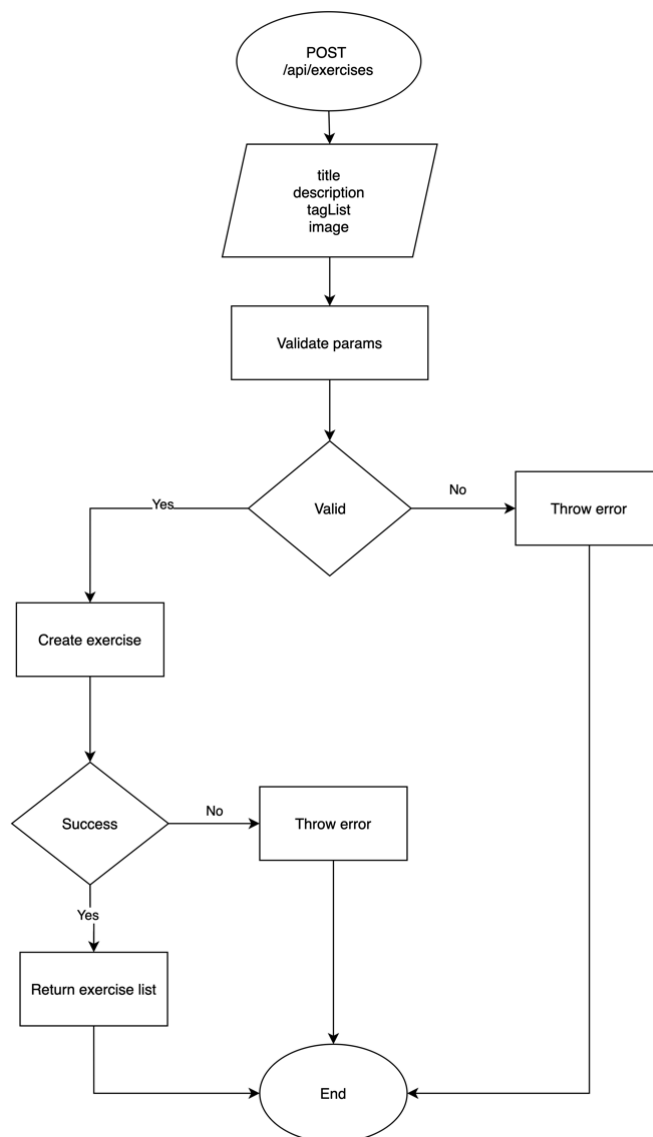 POST
/api/exercises
title
description
tagList
image
Validate params
Valid
Yes
No
Throw error
Create exercise
Success
No
Throw error
Yes
Return exercise list
End